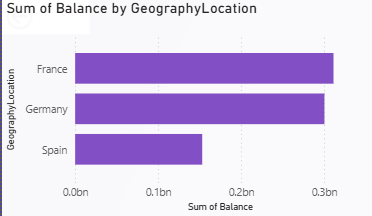 Sum of Balance by GeographyLocation
GeographyLocation
France
Germany
Spain
0.0bn 0.1bn 0.2bn 0.3bn
Sum of Balance